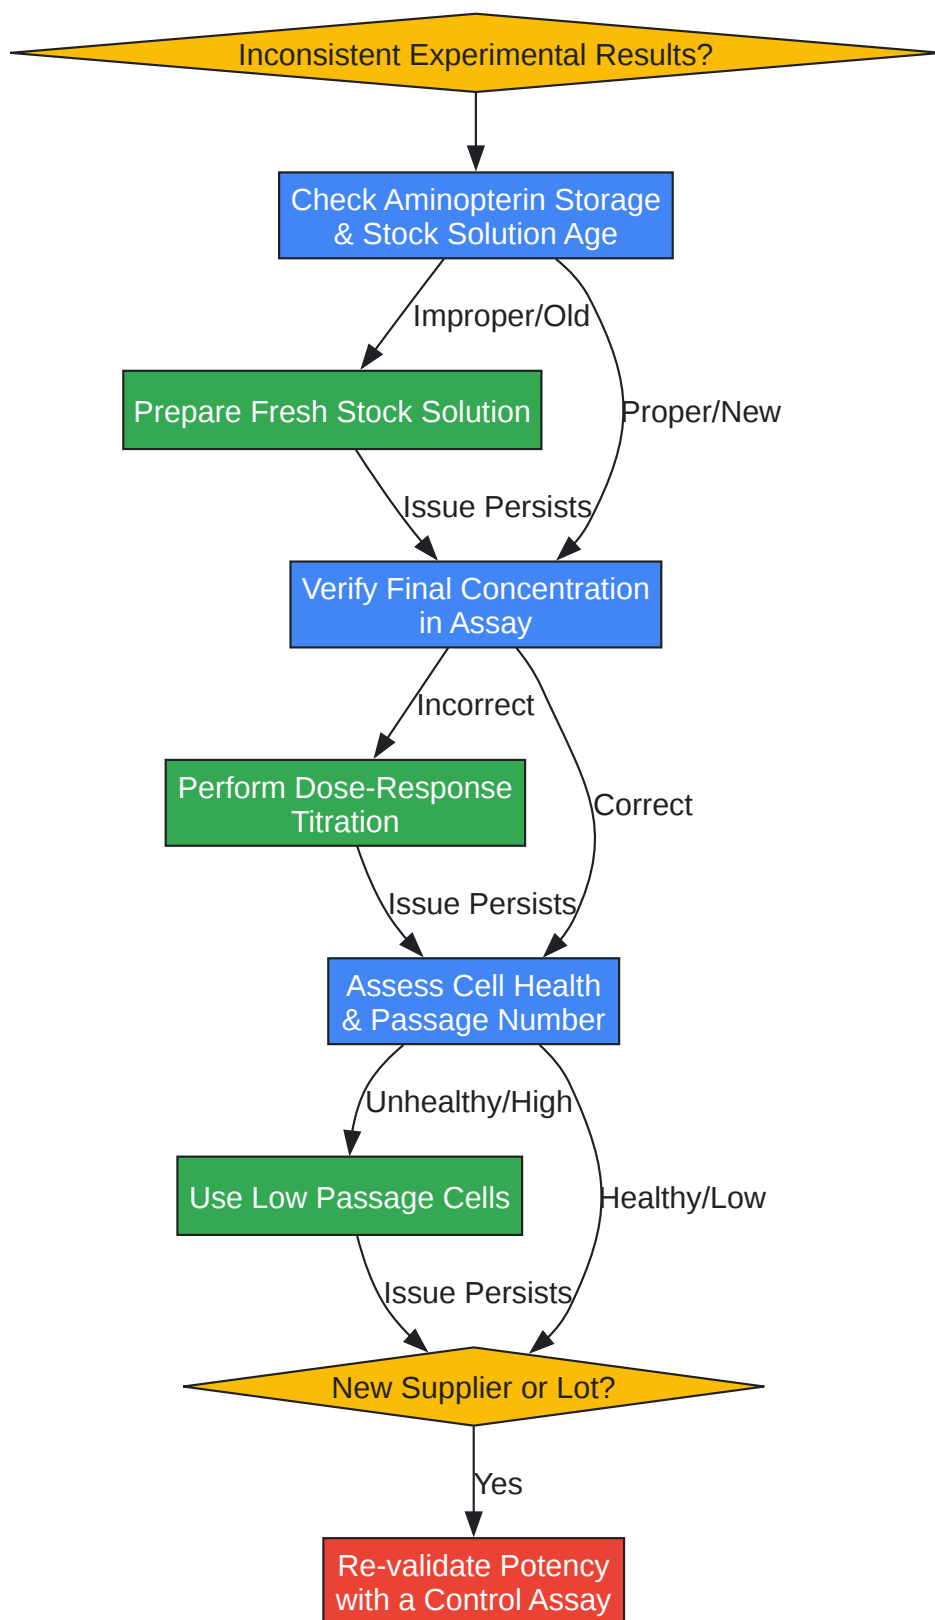 Inconsistent Experimental Results?
Check Aminopterin Storage
& Stock Solution Age
Improper/Old
Prepare Fresh Stock Solution
Proper/New
Issue Persists
Verify Final Concentration
in Assay
Incorrect
Perform Dose-Response
Titration
Correct
Issue Persists
Assess Cell Health
& Passage Number
Unhealthy/High
Use Low Passage Cells
Healthy/Low
Issue Persists
New Supplier or Lot?
Yes
Re-validate Potency
with a Control Assay